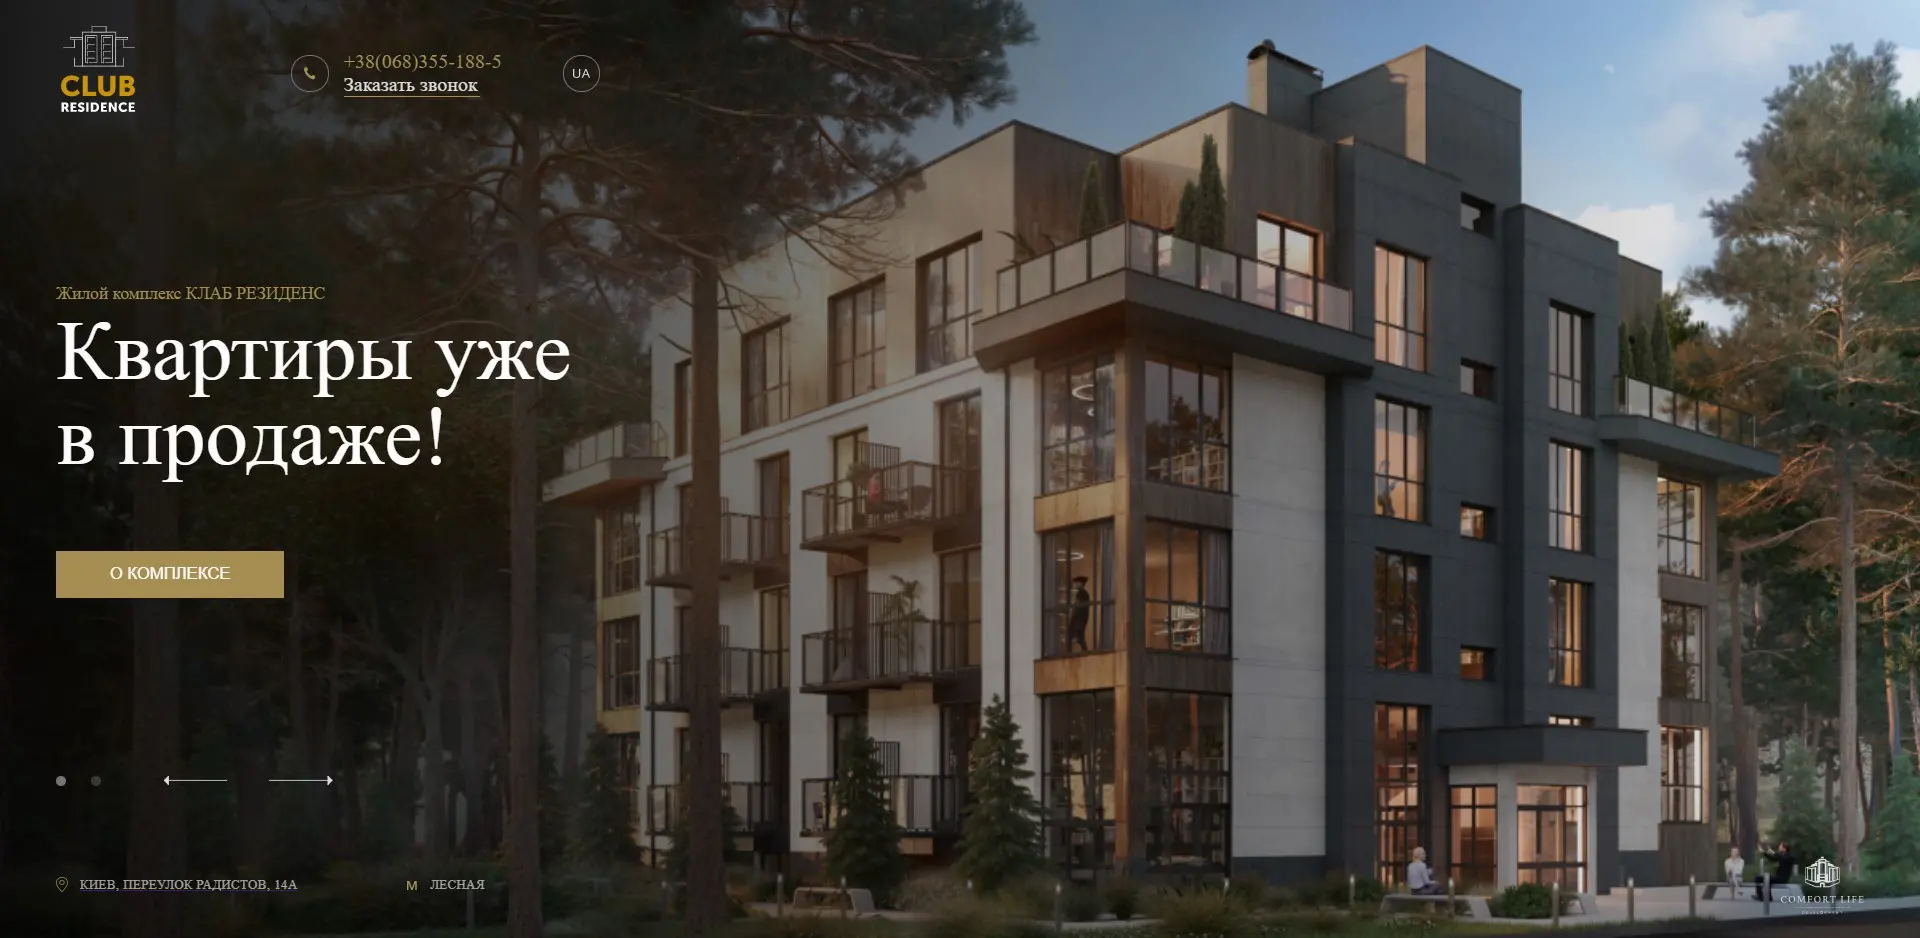 CLUB
RESIDENCE
+38(068)355-188-5
Заказать звонок
UA
Жилой комплекс КЛАБ РЕЗИДЕНС
Квартиры уже
в продаже!
О КОМПЛЕКСЕ
КИЕВ, ПЕРЕУЛОК РАДИСТОВ, 14А
М ЛЕСНАЯ
COMFORT LIFE
DEVELOPMENT